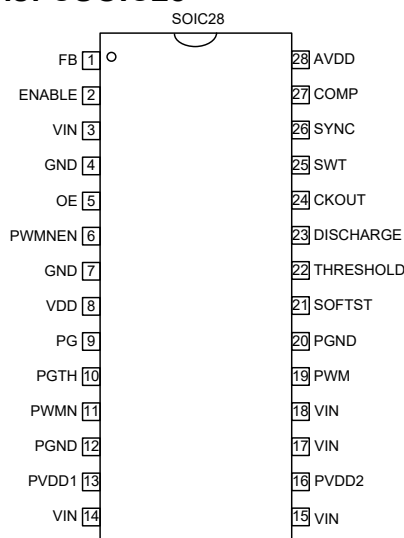 SOIC28
FB 1
28 AVDD
ENABLE 2
27 COMP
VIN 3
26 SYNC
GND 4
25 SWT
OE 5
24 CKOUT
PWMNEN 6
23 DISCHARGE
GND 7
22 THRESHOLD
VDD 8
21 SOFTST
PG 9
20 PGND
PGTH 10
19 PWM
PWMN 11
18 VIN
PGND 12
17 VIN
PVDD1 13
16 PVDD2
VIN 14
15 VIN